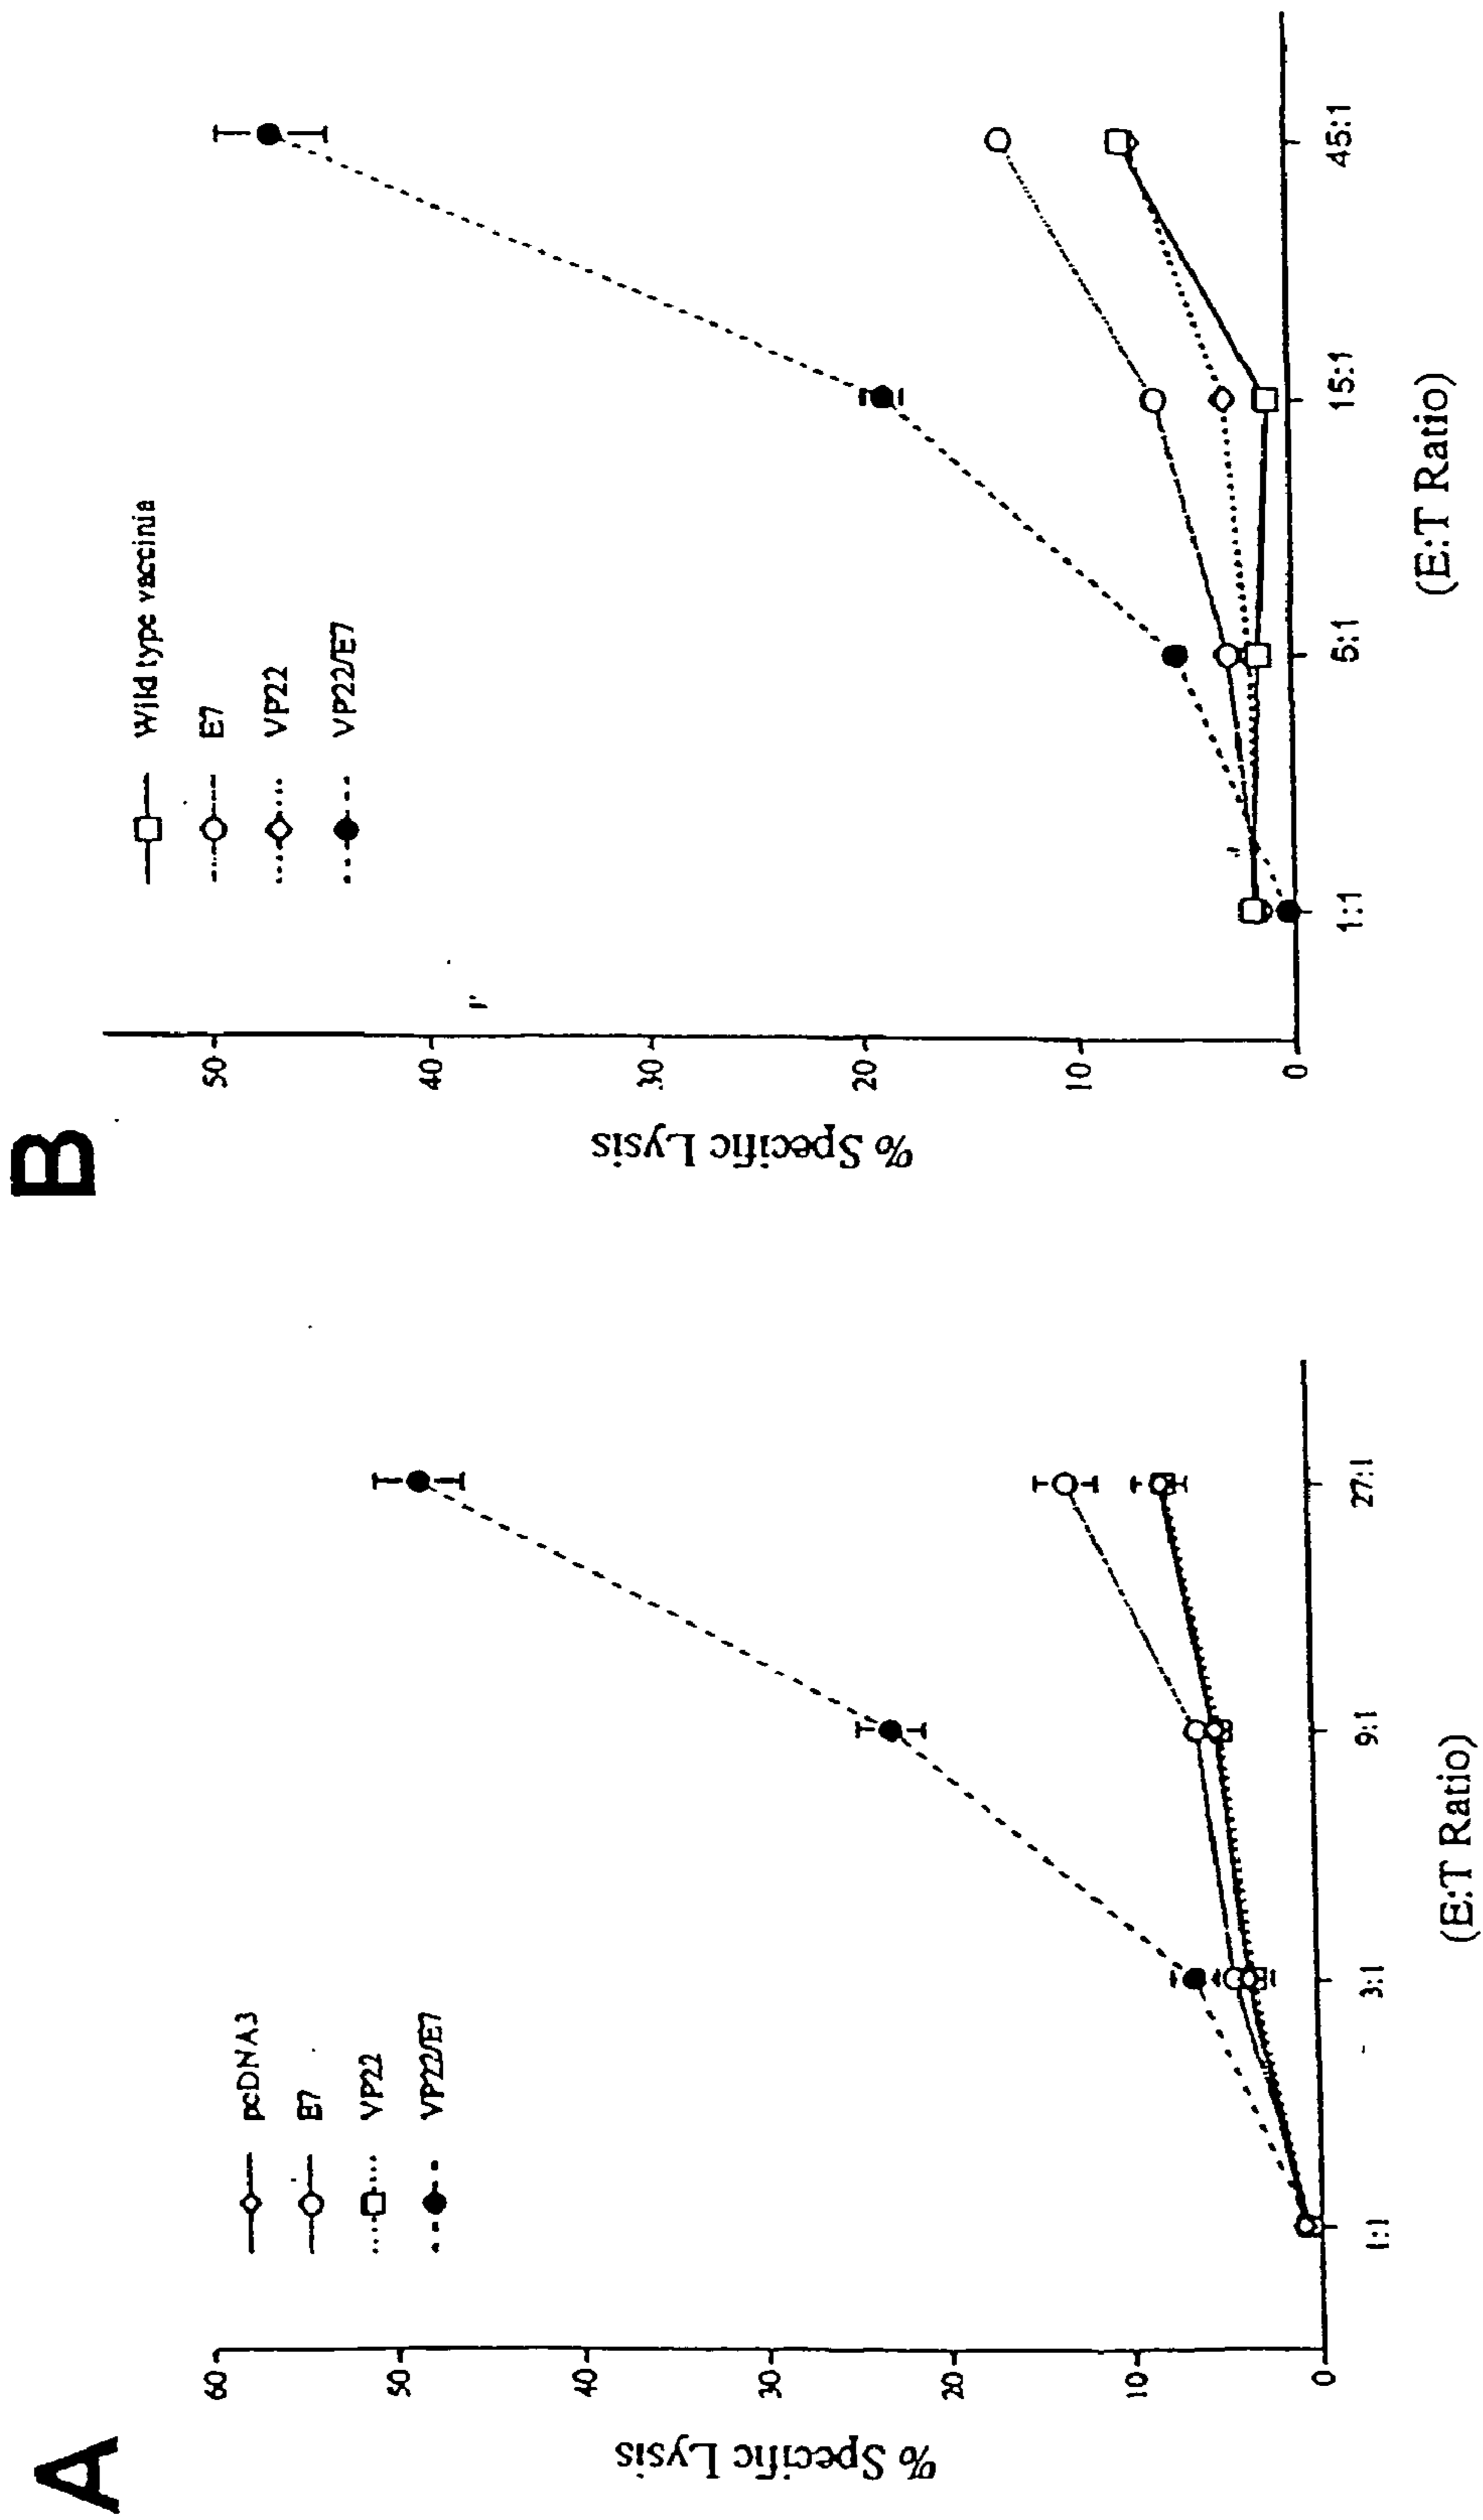 A
% Specific Lysis
60
50
40
30
20
10
0
pcDNA3
E7
VP22
VP22/E7
1:1
3:1
9:1
27:1
(E:T Ratio)
B
% Specific Lysis
50
40
30
20
10
0
Wild type vaccinia
E7
VP22
VP22/E7
1:1
5:1
15:1
45:1
(E:T Ratio)